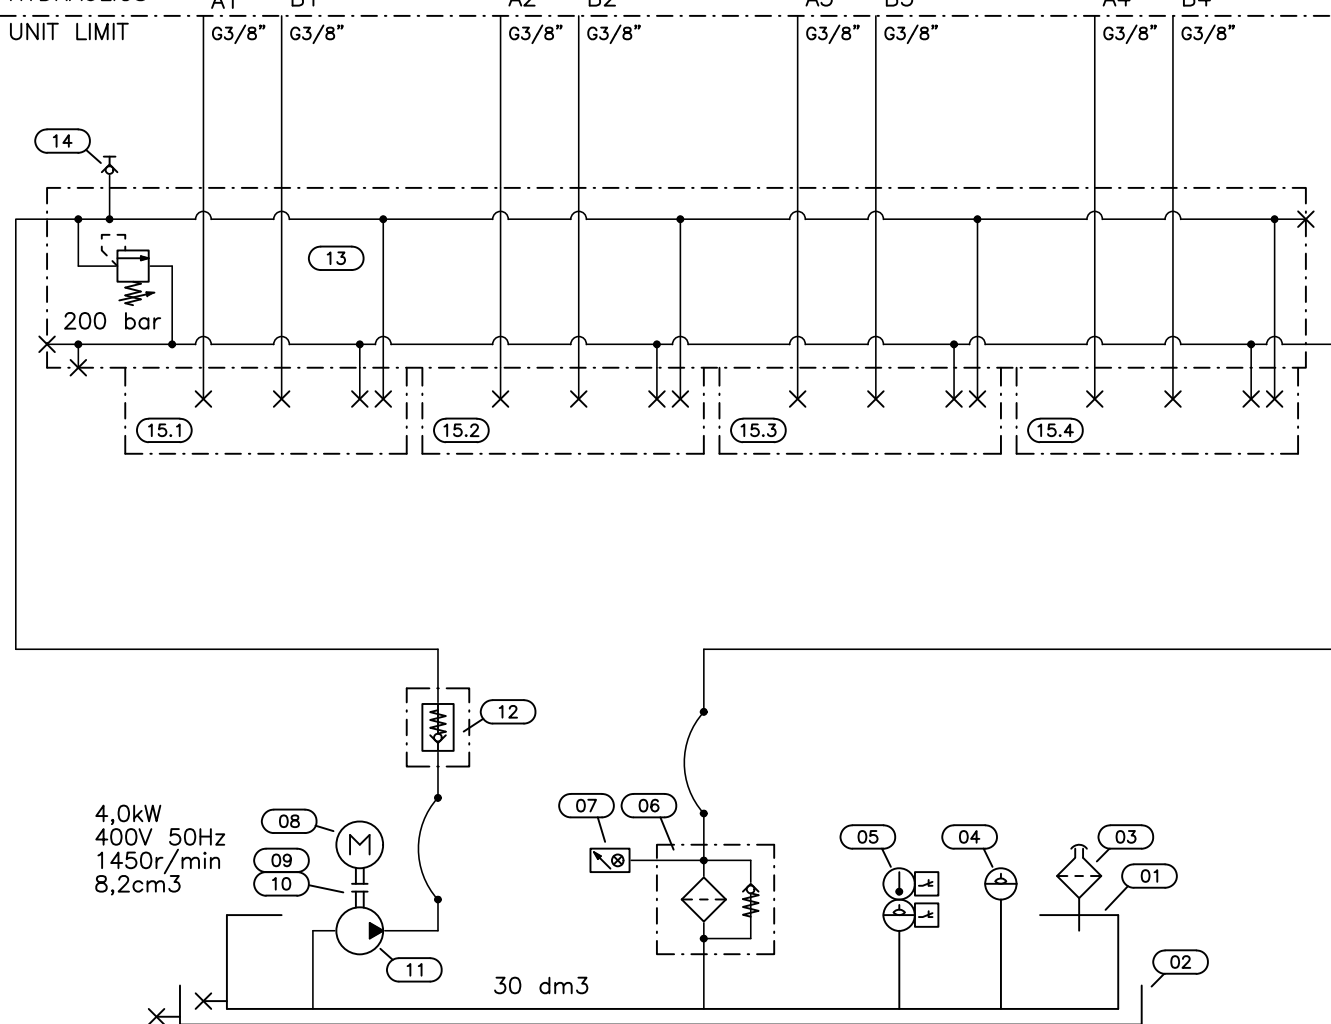 UNIT LIMIT
G3/8” G3/8” G3/8” G3/8” G3/8” G3/8” G3/8” G3/8”
14
13
200 bar
15.1 15.2 15.3 15.4
12
4,0kW
400V 50Hz
1450r/min
8,2cm3
08
09
10
11
07 06
05 04 03
01
02
30 dm3
M